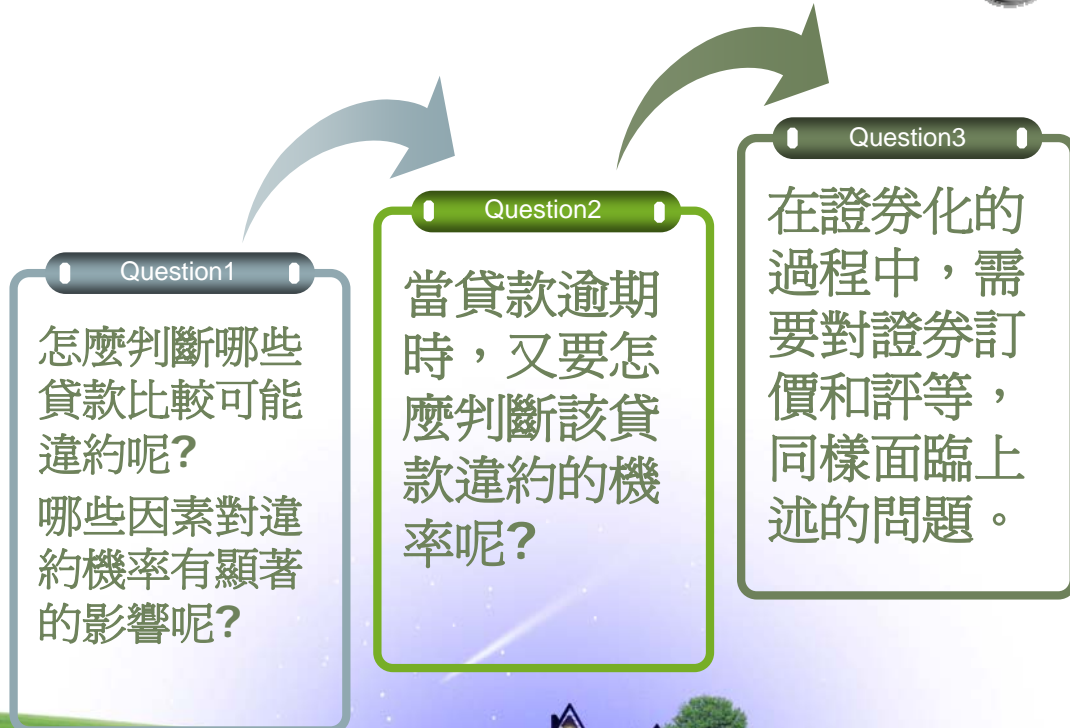 Question1
怎麼判斷哪些
貸款比較可能
違約呢?
哪些因素對違
約機率有顯著
的影響呢?
Question2
當貸款逾期
時，又要怎
麼判斷該貸
款違約的機
率呢?
Question3
在證券化的
過程中，需
要對證券訂
價和評等，
同樣面臨上
述的問題。